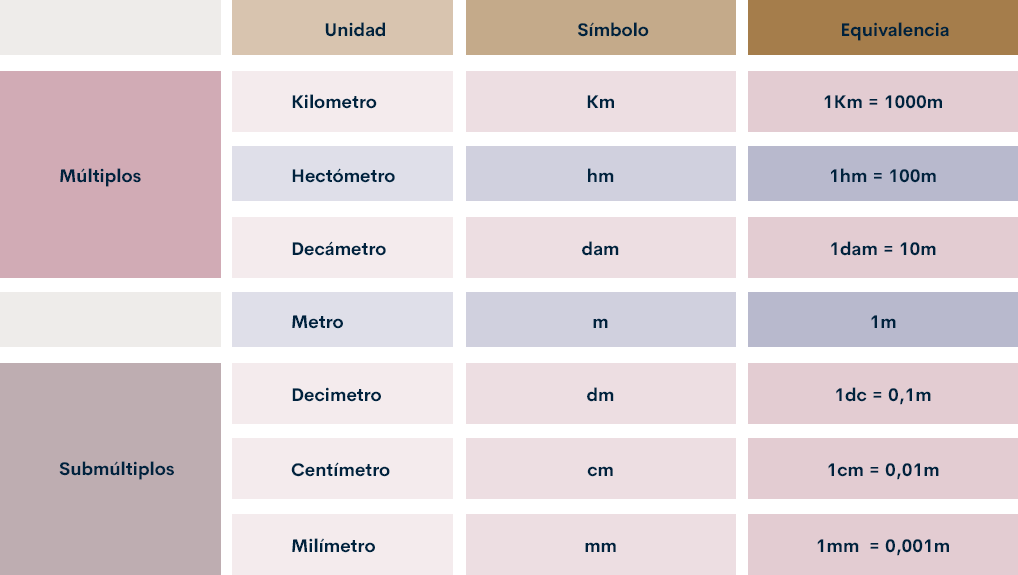 Unidad Símbolo Equivalencia
Kilometro Km 1Km = 1000m
Múltiplos Hectómetro hm 1hm = 100m
Decámetro dam 1dam = 10m
Metro m 1m
Decimetro dm 1dc = 0,1m
Submúltiplos Centímetro cm 1cm = 0,01m
Milímetro mm 1mm = 0,001m